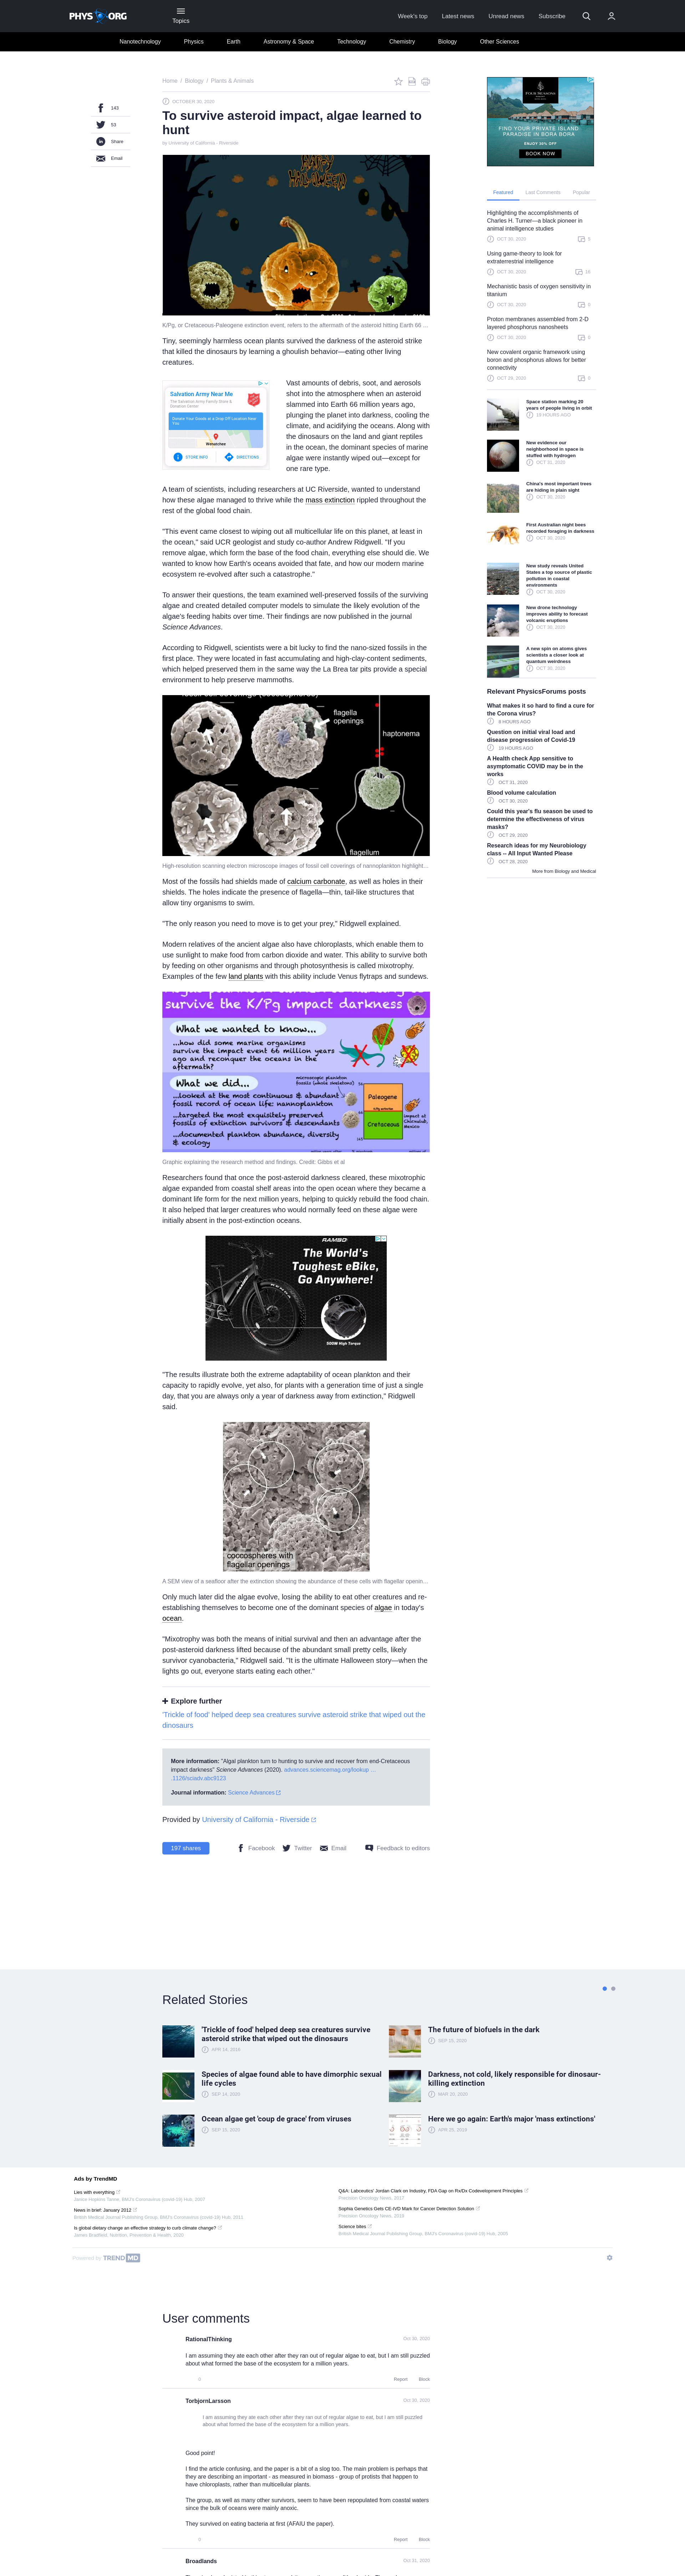 PHYS ORG
Topics
Week's top
Latest news
Unread news
Subscribe
Nanotechnology
Physics
Earth
Astronomy & Space
Technology
Chemistry
Biology
Other Sciences
143
53
Share
Email
Home / Biology / Plants & Animals
OCTOBER 30, 2020
To survive asteroid impact, algae learned to
hunt
by University of California - Riverside
HAPPY
HALLOWEEN!
K/Pg, or Cretaceous-Paleogene extinction event, refers to the aftermath of the asteroid hitting Earth 66 …
Tiny, seemingly harmless ocean plants survived the darkness of the asteroid strike
that killed the dinosaurs by learning a ghoulish behavior—eating other living
creatures.
Salvation Army Near Me
The Salvation Army Family Store &
Donation Center
Donate Your Goods at a Drop Off Location Near
You.
Wenatchee
STORE INFO
DIRECTIONS
Vast amounts of debris, soot, and aerosols
shot into the atmosphere when an asteroid
slammed into Earth 66 million years ago,
plunging the planet into darkness, cooling the
climate, and acidifying the oceans. Along with
the dinosaurs on the land and giant reptiles
in the ocean, the dominant species of marine
algae were instantly wiped out—except for
one rare type.
A team of scientists, including researchers at UC Riverside, wanted to understand
how these algae managed to thrive while the mass extinction rippled throughout the
rest of the global food chain.
"This event came closest to wiping out all multicellular life on this planet, at least in
the ocean," said UCR geologist and study co-author Andrew Ridgwell. "If you
remove algae, which form the base of the food chain, everything else should die. We
wanted to know how Earth's oceans avoided that fate, and how our modern marine
ecosystem re-evolved after such a catastrophe."
To answer their questions, the team examined well-preserved fossils of the surviving
algae and created detailed computer models to simulate the likely evolution of the
algae's feeding habits over time. Their findings are now published in the journal
Science Advances.
According to Ridgwell, scientists were a bit lucky to find the nano-sized fossils in the
first place. They were located in fast accumulating and high-clay-content sediments,
which helped preserved them in the same way the La Brea tar pits provide a special
environment to help preserve mammoths.
flagella
openings
haptonema
flagellum
High-resolution scanning electron microscope images of fossil cell coverings of nannoplankton highlight…
Most of the fossils had shields made of calcium carbonate, as well as holes in their
shields. The holes indicate the presence of flagella—thin, tail-like structures that
allow tiny organisms to swim.
"The only reason you need to move is to get your prey," Ridgwell explained.
Modern relatives of the ancient algae also have chloroplasts, which enable them to
use sunlight to make food from carbon dioxide and water. This ability to survive both
by feeding on other organisms and through photosynthesis is called mixotrophy.
Examples of the few land plants with this ability include Venus flytraps and sundews.
survive the K/Pg impact darkness
What we wanted to know...
...how did some marine organisms
survive an impact event 66 million years
ago and reconquer the oceans in the
aftermath?
What we did...
...looked at the most continuous & abundant
record of ocean life: nannoplankton
...targeted the most exquisitely preserved
fossils of plankton survivors & descendants
...documented plankton abundance, diversity
& ecology
microscopic plankton
from a possible
lifeboat
Paleogene
K/Pg extinction
Cretaceous
impact at
Chicxulub,
Mexico
Graphic explaining the research method and findings. Credit: Gibbs et al
Researchers found that once the post-asteroid darkness cleared, these mixotrophic
algae expanded from coastal shelf areas into the open ocean where they became a
dominant life form for the next million years, helping to quickly rebuild the food chain.
It also helped that larger creatures who would normally feed on these algae were
initially absent in the post-extinction oceans.
RAMBO
The World's
Toughest eBike,
Go Anywhere!
500W High Torque
"The results illustrate both the extreme adaptability of ocean plankton and their
capacity to rapidly evolve, yet also, for plants with a generation time of just a single
day, that you are always only a year of darkness away from extinction," Ridgwell
said.
coccospheres with
flagellar openings
A SEM view of a seafloor after the extinction showing the abundance of these cells with flagellar openin…
Only much later did the algae evolve, losing the ability to eat other creatures and re-
establishing themselves to become one of the dominant species of algae in today's
ocean.
"Mixotrophy was both the means of initial survival and then an advantage after the
post-asteroid darkness lifted because of the abundant small pretty cells, likely
survivor cyanobacteria," Ridgwell said. "It is the ultimate Halloween story—when the
lights go out, everyone starts eating each other."
Explore further
'Trickle of food' helped deep sea creatures survive asteroid strike that wiped out the
dinosaurs
More information: "Algal plankton turn to hunting to survive and recover from end-Cretaceous
impact darkness" Science Advances (2020). advances.sciencemag.org/lookup …
.1126/sciadv.abc9123
Journal information: Science Advances
Provided by University of California - Riverside
197 shares
Facebook
Twitter
Email
Feedback to editors
FOUR SEASONS
FIND YOUR PRIVATE ISLAND
PARADISE IN BORA BORA
ENJOY 30% OFF
BOOK NOW
Featured
Last Comments
Popular
Highlighting the accomplishments of
Charles H. Turner—a black pioneer in
animal intelligence studies
OCT 30, 2020
5
Using game-theory to look for
extraterrestrial intelligence
OCT 30, 2020
16
Mechanistic basis of oxygen sensitivity in
titanium
OCT 30, 2020
0
Proton membranes assembled from 2-D
layered phosphorus nanosheets
OCT 30, 2020
0
New covalent organic framework using
boron and phosphorus allows for better
connectivity
OCT 29, 2020
0
Space station marking 20
years of people living in orbit
19 HOURS AGO
New evidence our
neighborhood in space is
stuffed with hydrogen
OCT 31, 2020
China's most important trees
are hiding in plain sight
OCT 30, 2020
First Australian night bees
recorded foraging in darkness
OCT 30, 2020
New study reveals United
States a top source of plastic
pollution in coastal
environments
OCT 30, 2020
New drone technology
improves ability to forecast
volcanic eruptions
OCT 30, 2020
A new spin on atoms gives
scientists a closer look at
quantum weirdness
OCT 30, 2020
Relevant PhysicsForums posts
What makes it so hard to find a cure for
the Corona virus?
8 HOURS AGO
Question on initial viral load and
disease progression of Covid-19
19 HOURS AGO
A Health check App sensitive to
asymptomatic COVID may be in the
works
OCT 31, 2020
Blood volume calculation
OCT 30, 2020
Could this year's flu season be used to
determine the effectiveness of virus
masks?
OCT 29, 2020
Research ideas for my Neurobiology
class -- All Input Wanted Please
OCT 29, 2020
More from Biology and Medical
Related Stories
'Trickle of food' helped deep sea creatures survive
asteroid strike that wiped out the dinosaurs
APR 14, 2016
The future of biofuels in the dark
SEP 10, 2020
Species of algae found able to have dimorphic sexual
life cycles
SEP 14, 2020
Darkness, not cold, likely responsible for dinosaur-
killing extinction
MAR 20, 2020
Ocean algae get 'coup de grace' from viruses
SEP 22, 2020
Here we go again: Earth's major 'mass extinctions'
APR 25, 2019
Ads by TrendMD
Lies with everything
Janice Hopkins Tanne, BMJ's Coronavirus (covid-19) Hub, 2007
News in brief: January 2012
British Medical Journal Publishing Group, BMJ's Coronavirus (covid-19) Hub, 2013
Is global dietary change an effective strategy to curb climate change?
James Bradfield, Nutrition, Prevention & Health, 2020
Q&A: Labcorp's Jordan Clark on Industry, FDA Gap on Rx/Dx Codevelopment Principles
Precision Oncology News, 2017
Sophia Genetics Gets CE-IVD Mark for Cancer Detection Solution
Precision Oncology News, 2019
Science bites
British Medical Journal Publishing Group, BMJ's Coronavirus (covid-19) Hub, 2009
Powered by TREND MD
User comments
RationalThinking
Oct 30, 2020
I am assuming they ate each other after they ran out of regular algae to eat, but I am still puzzled
about what formed the base of the ecosystem for a million years.
0
Report
Block
TorbjornLarsson
Oct 30, 2020
I am assuming they ate each other after they ran out of regular algae to eat, but I am still puzzled
about what formed the base of the ecosystem for a million years.
Good point!
I find the article confusing, and the paper is a bit of a slog too. The main problem is perhaps that
they are describing an important - as measured in biomass - group of protists that happen to
have chloroplasts, rather than multicellular plants.
The group, as well as many other survivors, seem to have been repopulated from coastal waters
since the bulk of oceans were mainly anoxic.
They survived on eating bacteria at first (AFAIU the paper).
0
Report
Block
Broadlands
Oct 31, 2020